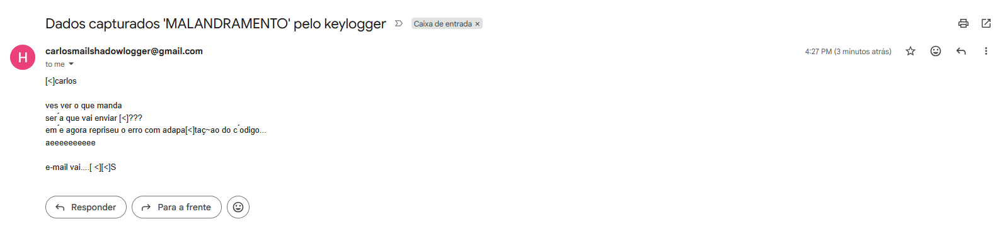 Dados capturados 'MALANDRAMENTO' pelo keylogger Caixa de entrada ×
H
carlosmailshadowlogger@gmail.com 4:27 PM (3 minutos atrás)
to me
[<]carlos
ves ver o que manda
ser´a que vai enviar [<]???
em´e agora repriseu o erro com adapa[<]taç~ao do c´odigo...
aeeeeeeeeee
e-mail vai....[ <][<]S
Responder Para a frente